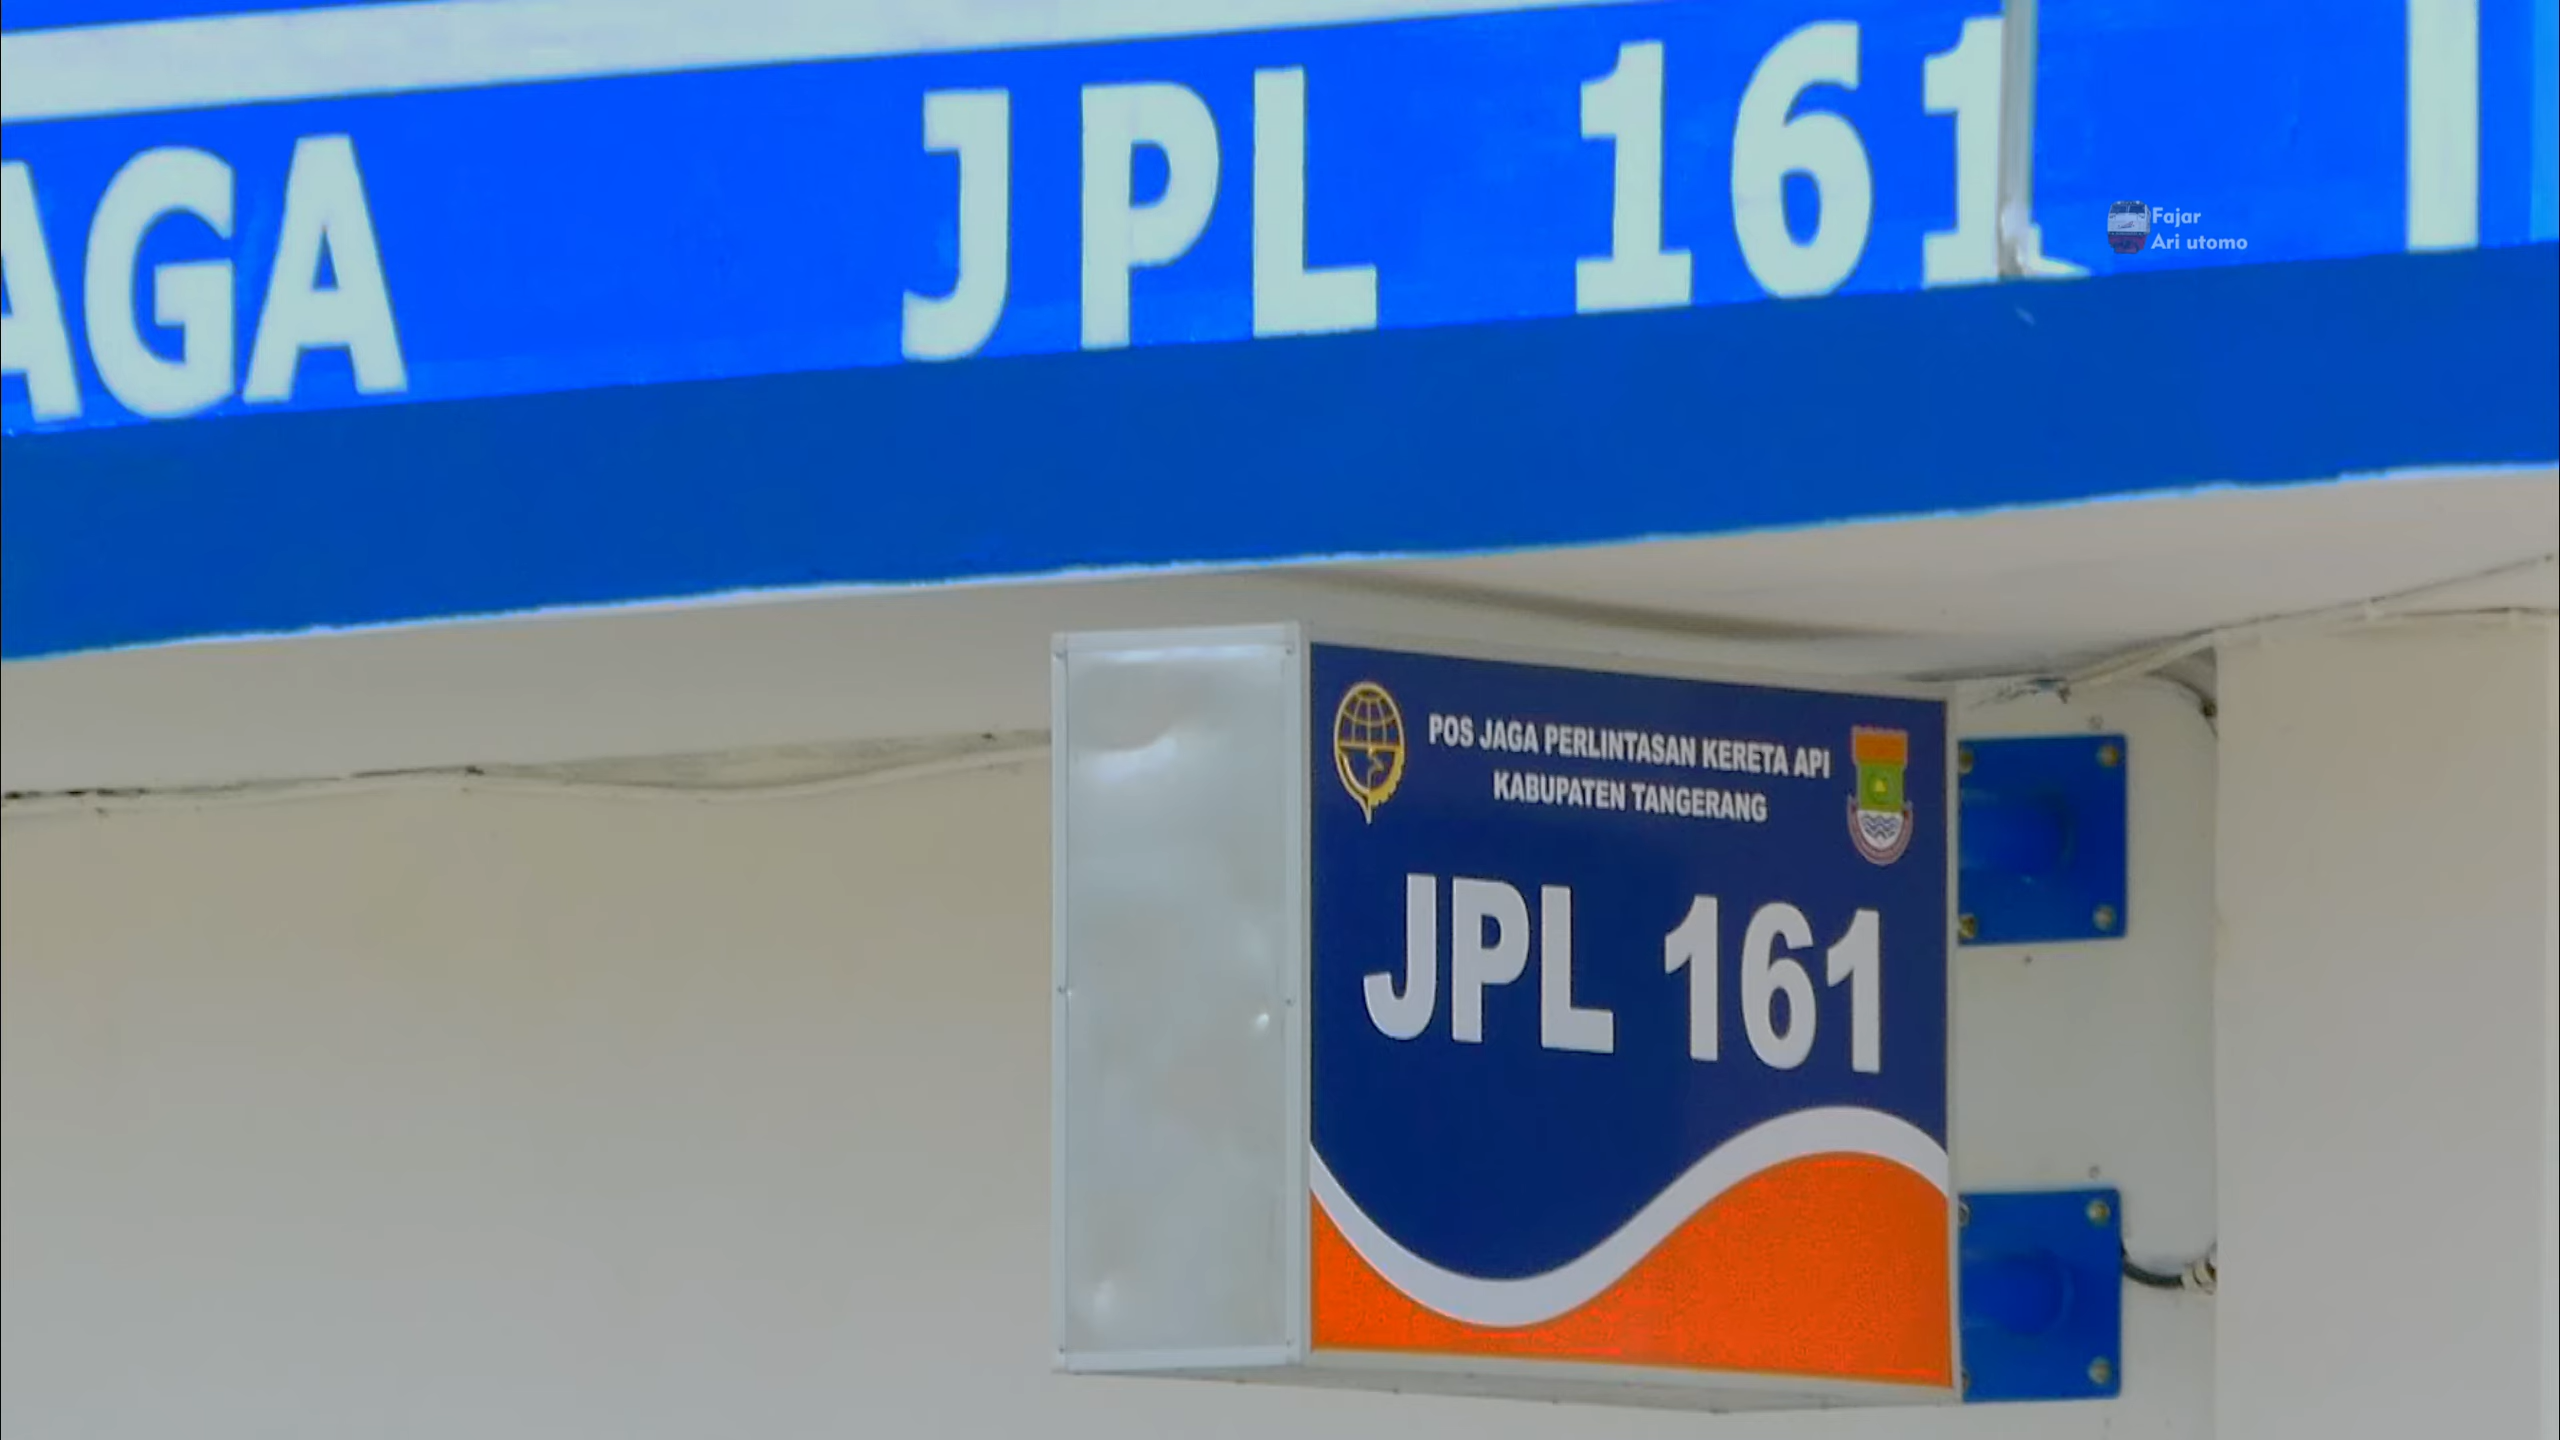 AGA JPL 161
Fajar
Ari utomo
POS JAGA PERLINTASAN KERETA API
KABUPATEN TANGERANG
JPL 161